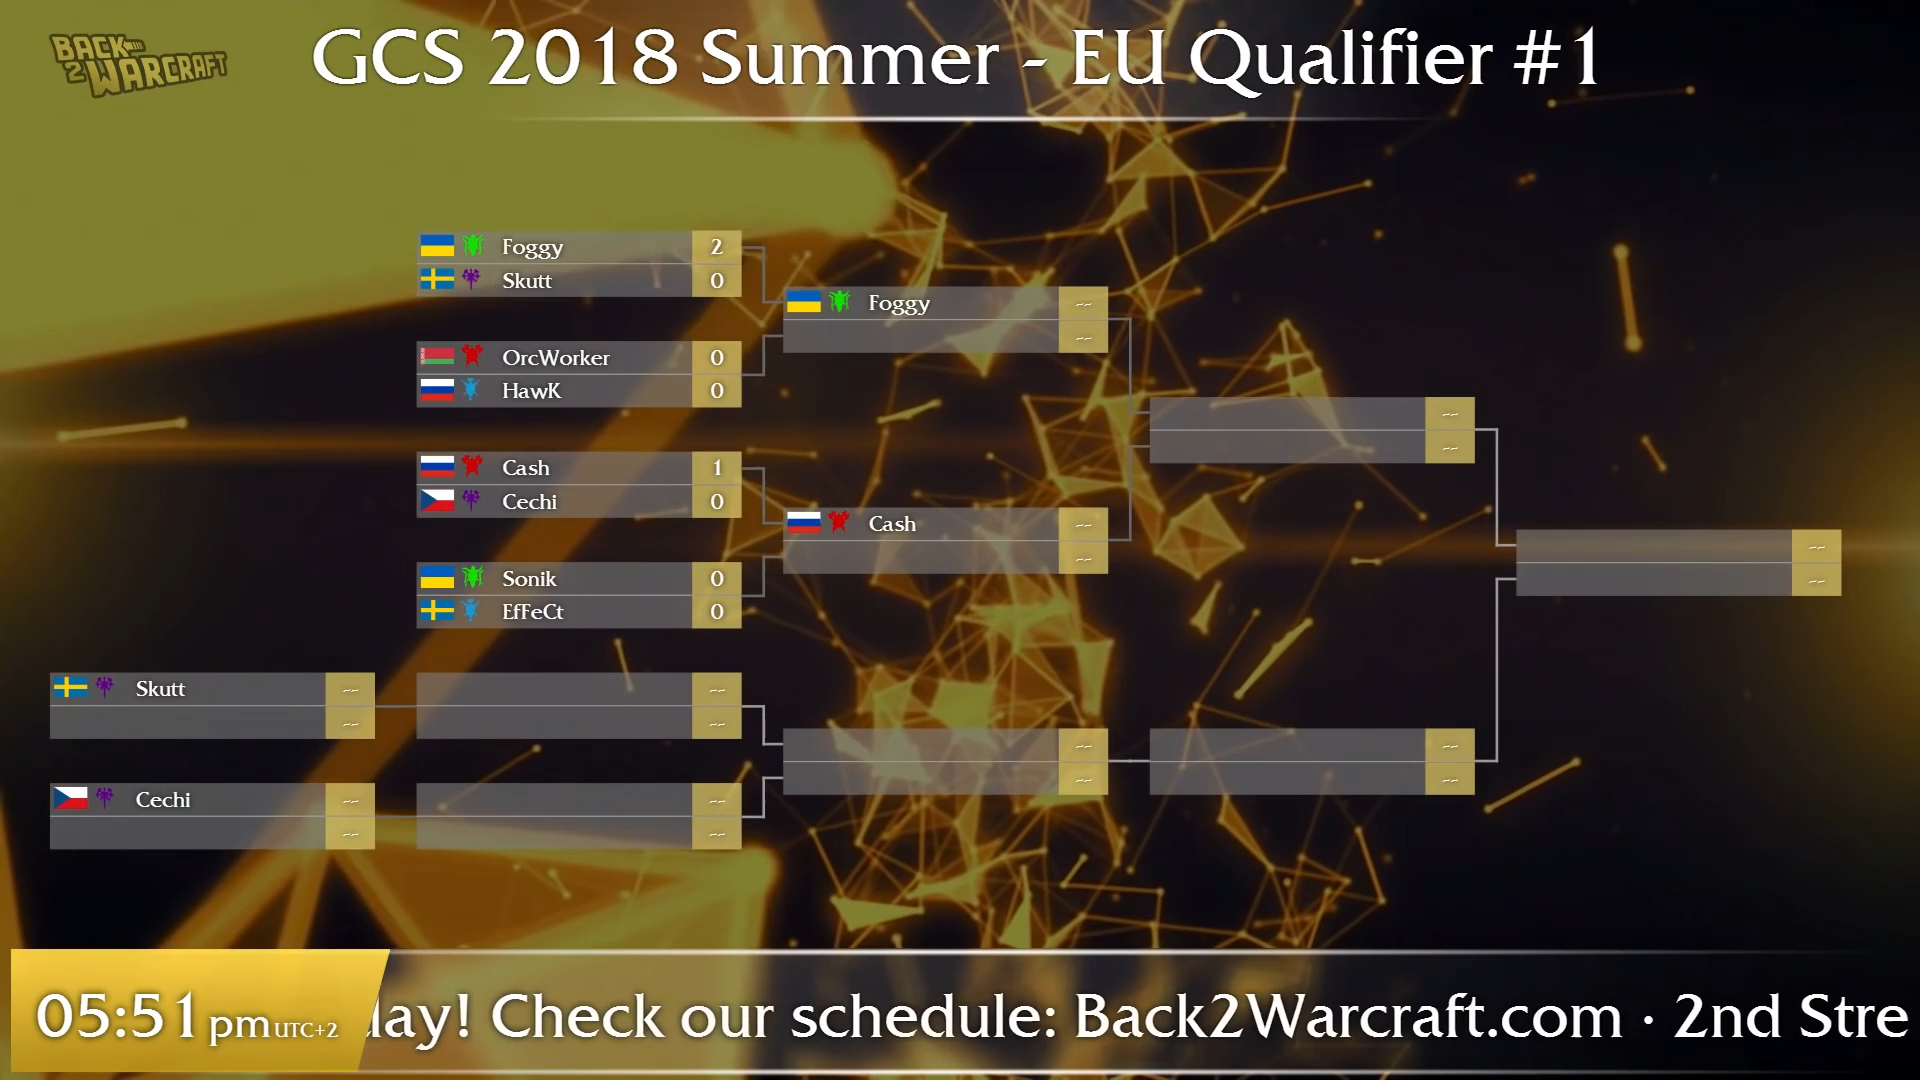 BACK
2 WARCRAFT
GCS 2018 Summer - EU Qualifier #1
Foggy 2
Skutt 0
OrcWorker 0
HawK 0
Cash 1
Cechi 0
Sonik 0
EfFeCt 0
Skutt --
--
Cechi --
--
--
--
--
--
Foggy --
--
Cash --
--
--
--
--
--
--
--
--
--
05:51 pm UTC+2
day! Check our schedule: Back2Warcraft.com · 2nd Stre